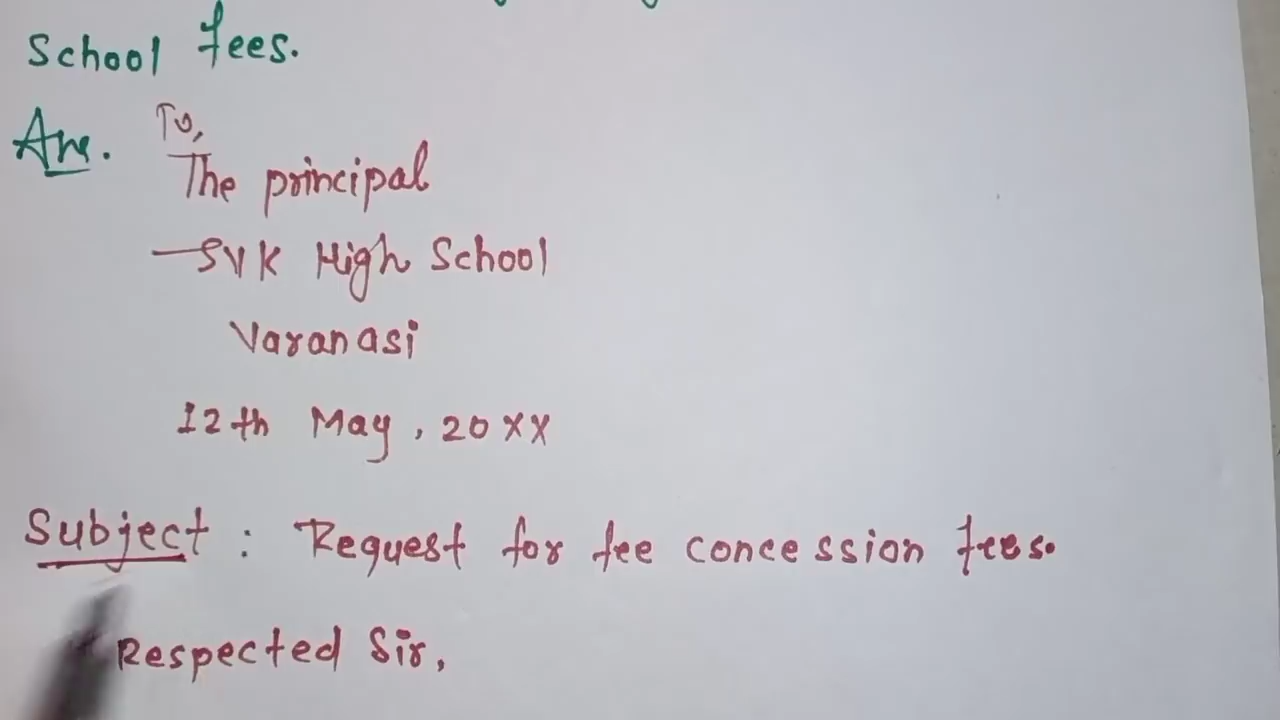 School fees.
Ans. To,
The principal
SVK High School
Varanasi
12th May, 20XX
Subject : Request for fee concession fees.
Respected Sir,